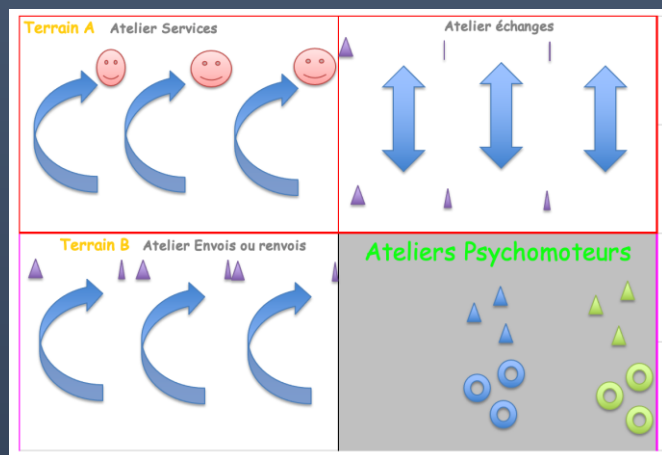 Terrain A Atelier Services
Atelier échanges
Terrain B Atelier Envois ou renvois
Ateliers Psychomoteurs